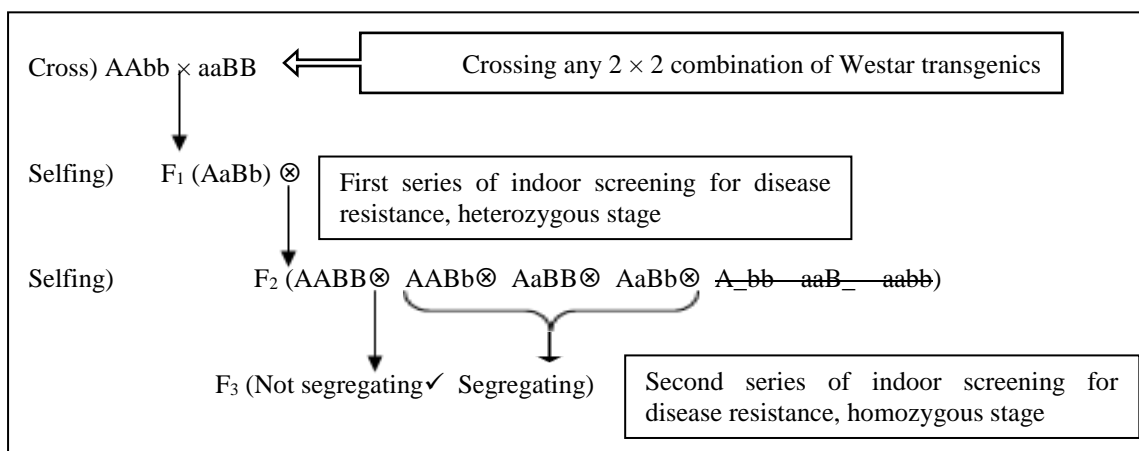 Cross) AAbb × aaBB
Crossing any 2 × 2 combination of Westar transgenics
Selfing) F₁ (AaBb) ⊗
First series of indoor screening for disease
resistance, heterozygous stage
Selfing) F₂ (AABB⊗ AABb⊗ AaBB⊗ AaBb⊗ A_bb aaB_ aabb)
F₃ (Not segregating✓ Segregating)
Second series of indoor screening for
disease resistance, homozygous stage